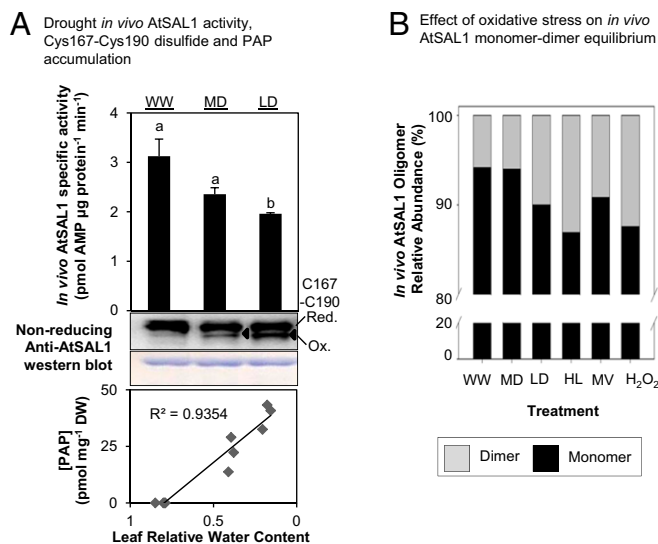 A
Drought in vivo AtSAL1 activity,
Cys167-Cys190 disulfide and PAP
accumulation
WW MD LD
In vivo AtSAL1 specific activity
(pmol AMP µg protein⁻¹ min⁻¹)
4
3
2
1
0
a
a
b
C167
-C190
Red.
Ox.
Non-reducing
Anti-AtSAL1
western blot
[PAP]
(pmol mg⁻¹ DW)
50
25
0
R² = 0.9354
1 0.5 0
Leaf Relative Water Content
B
Effect of oxidative stress on in vivo
AtSAL1 monomer-dimer equilibrium
In vivo AtSAL1 Oligomer
Relative Abundance (%)
100
90
80
20
0
WW MD LD HL MV H₂O₂
Treatment
Dimer Monomer